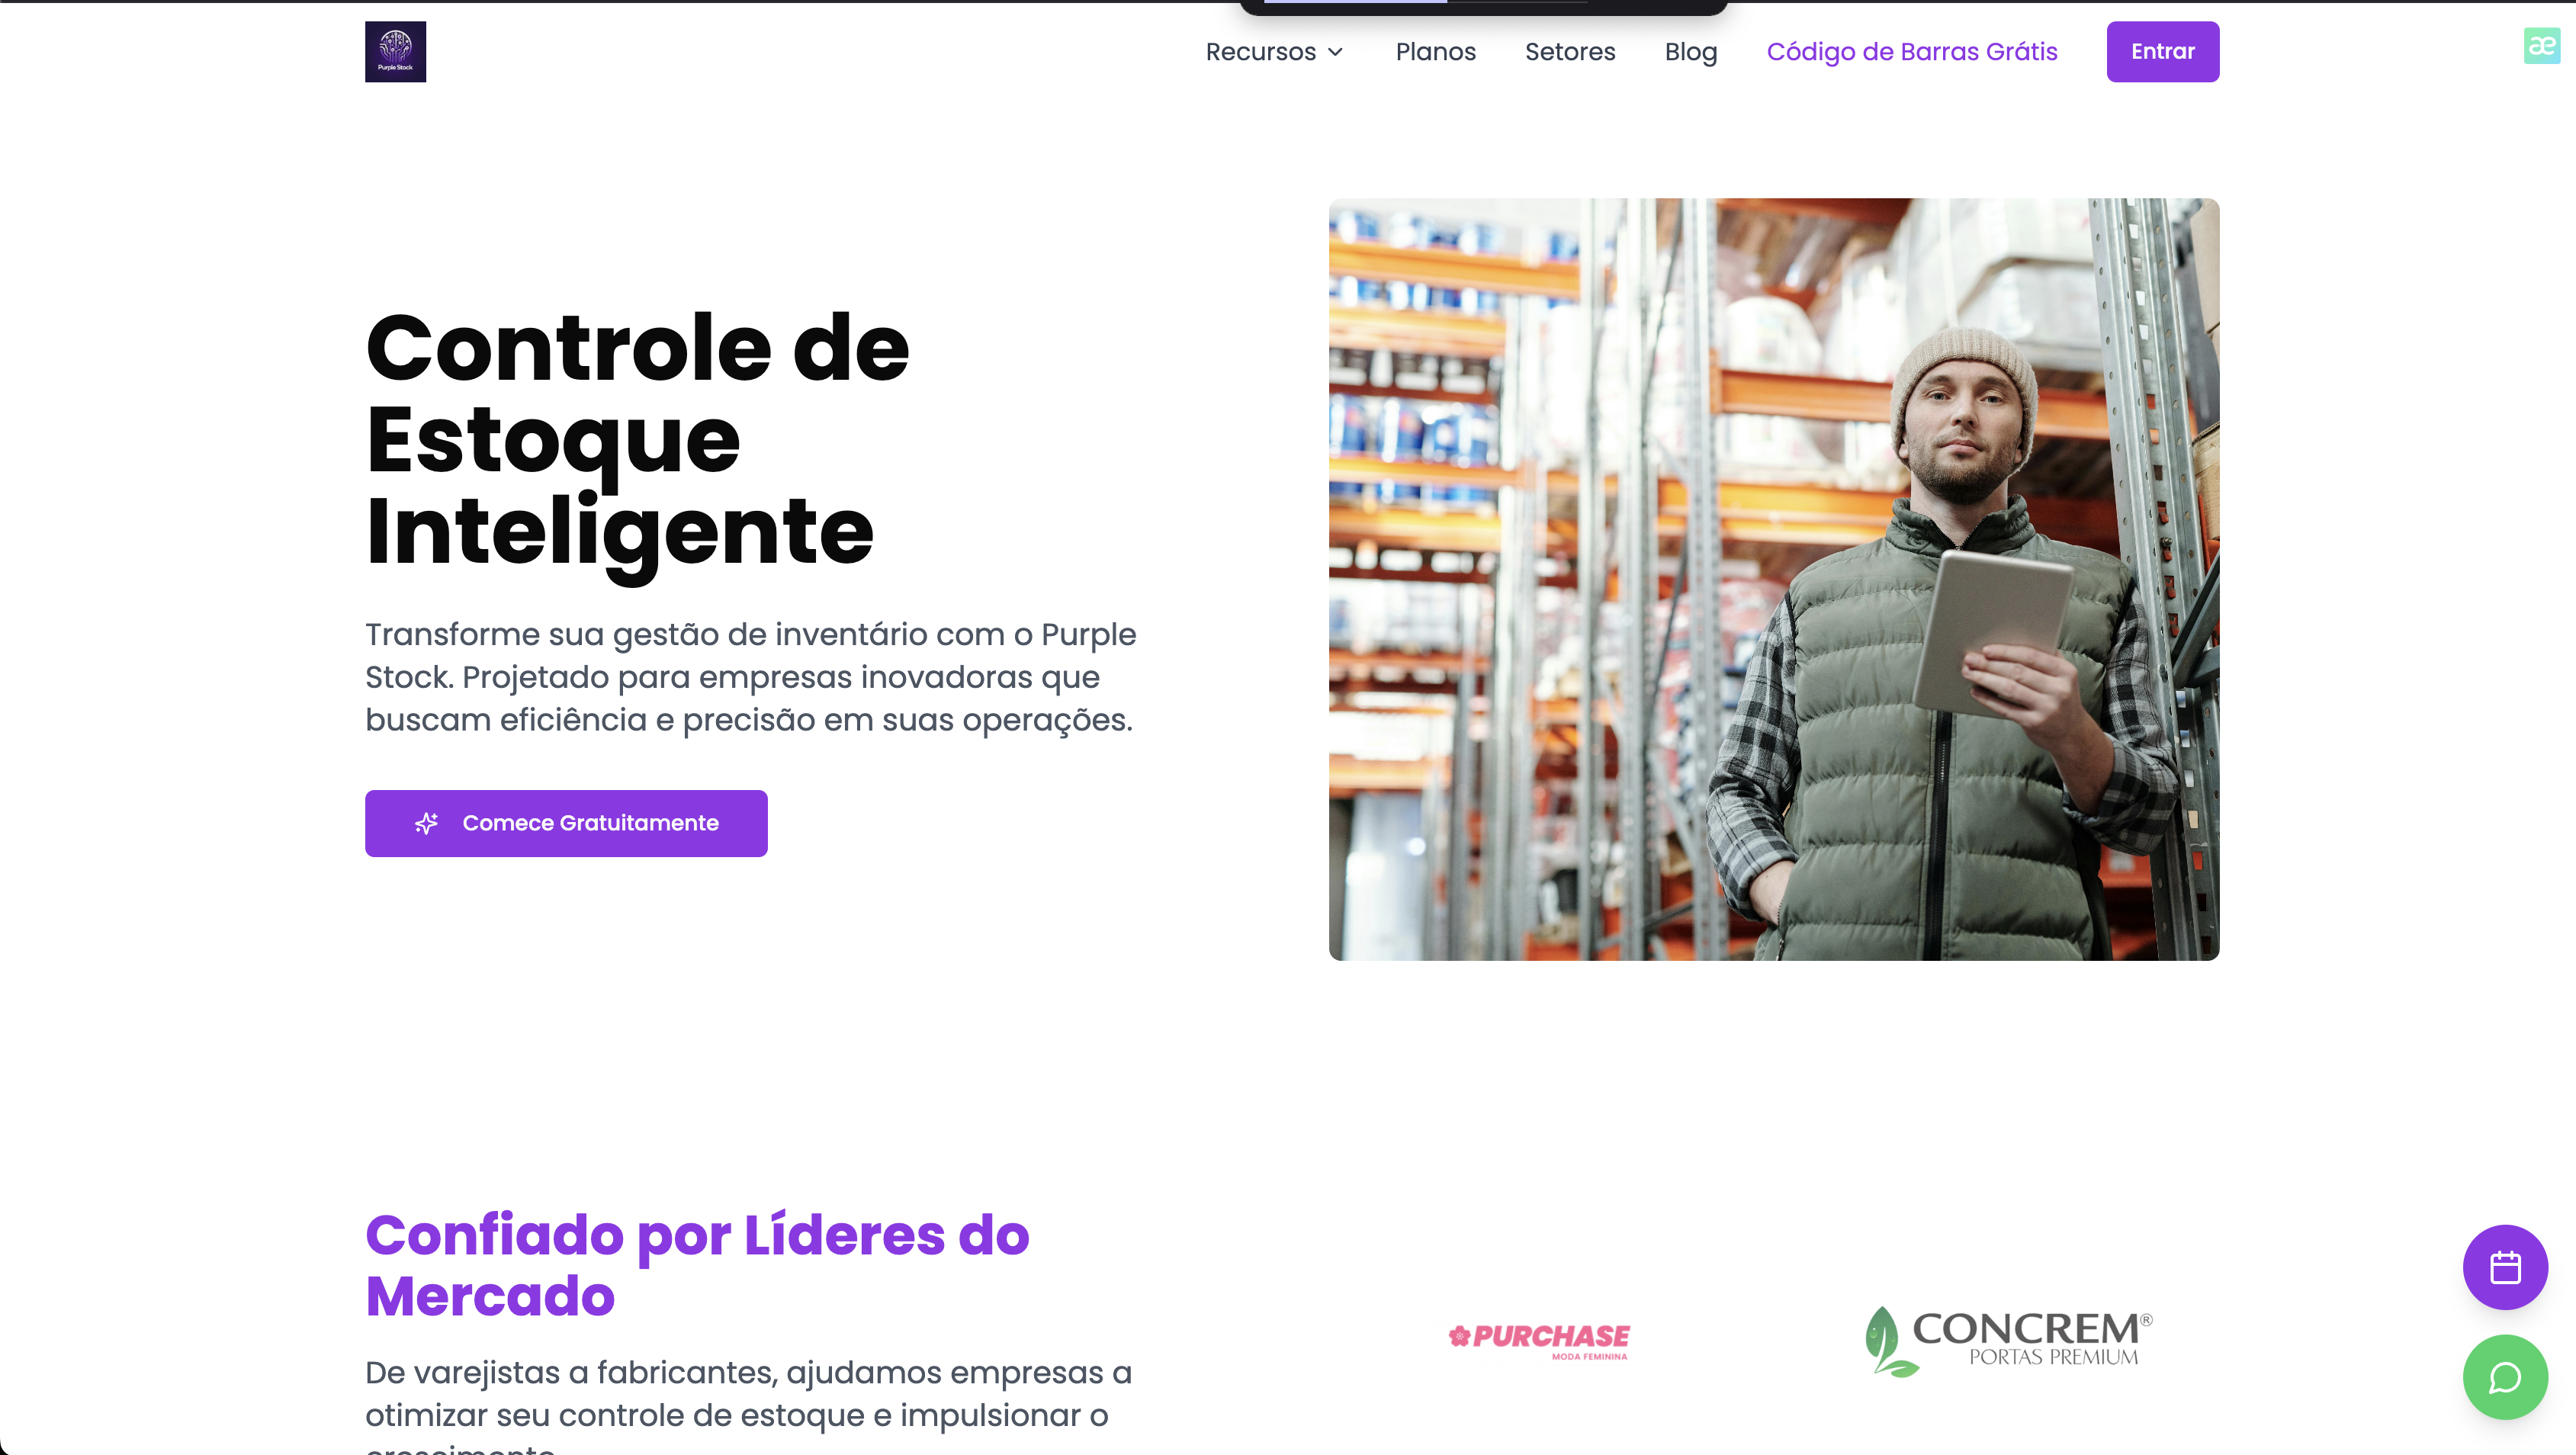 Purple Stock
Recursos
Planos
Setores
Blog
Código de Barras Grátis
Entrar
æ
Controle de
Estoque
Inteligente
Transforme sua gestão de inventário com o Purple
Stock. Projetado para empresas inovadoras que
buscam eficiência e precisão em suas operações.
Comece Gratuitamente
Confiado por Líderes do
Mercado
De varejistas a fabricantes, ajudamos empresas a
otimizar seu controle de estoque e impulsionar o
PURCHASE
MODA FEMININA
CONCREM®
PORTAS PREMIUM